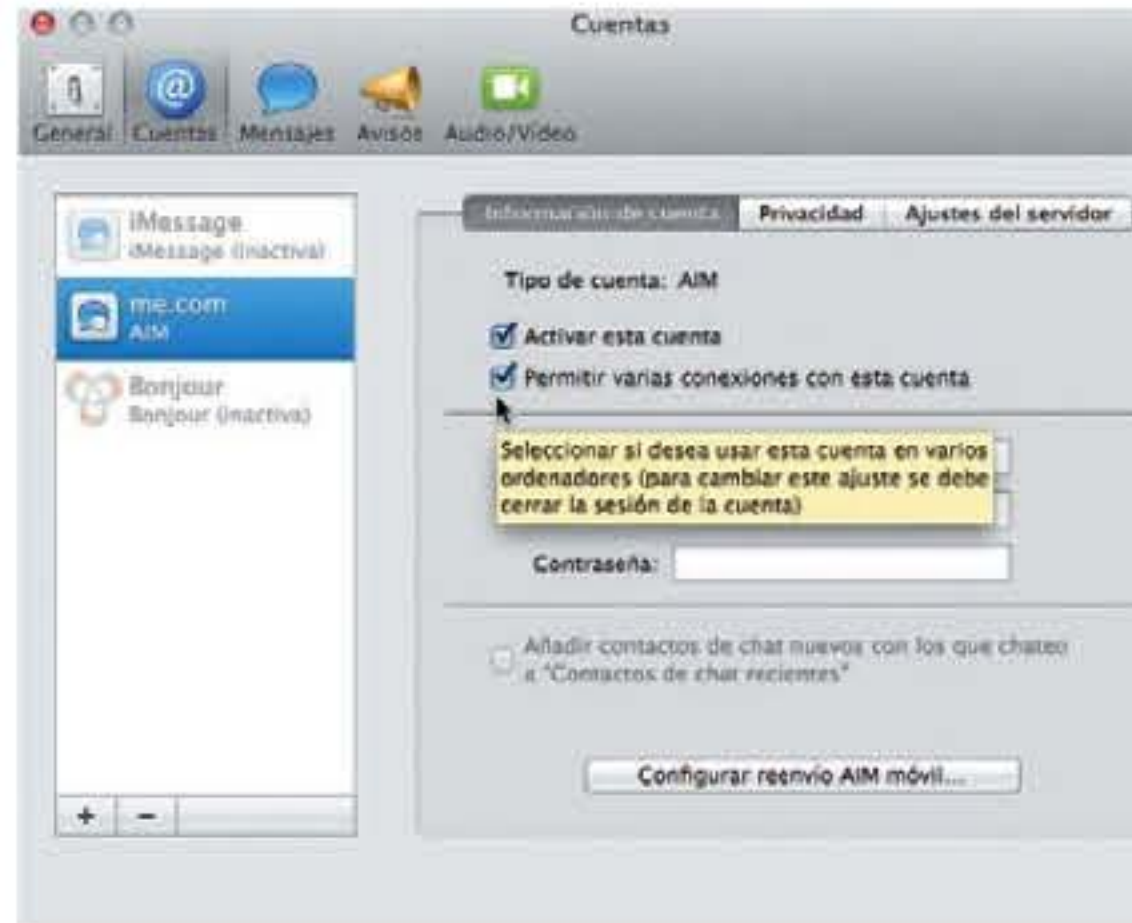 Cuentas
General Cuentas Mensajes Avisos Audio/Vídeo
iMessage
iMessage (inactiva)
me.com
AIM
Bonjour
Bonjour (inactiva)
+ −
Información de cuenta Privacidad Ajustes del servidor
Tipo de cuenta: AIM
Activar esta cuenta
Permitir varias conexiones con esta cuenta
Seleccionar si desea usar esta cuenta en varios
ordenadores (para cambiar este ajuste se debe
cerrar la sesión de la cuenta)
Contraseña:
Añadir contactos de chat nuevos con los que chateo
a "Contactos de chat recientes"
Configurar reenvío AIM móvil...